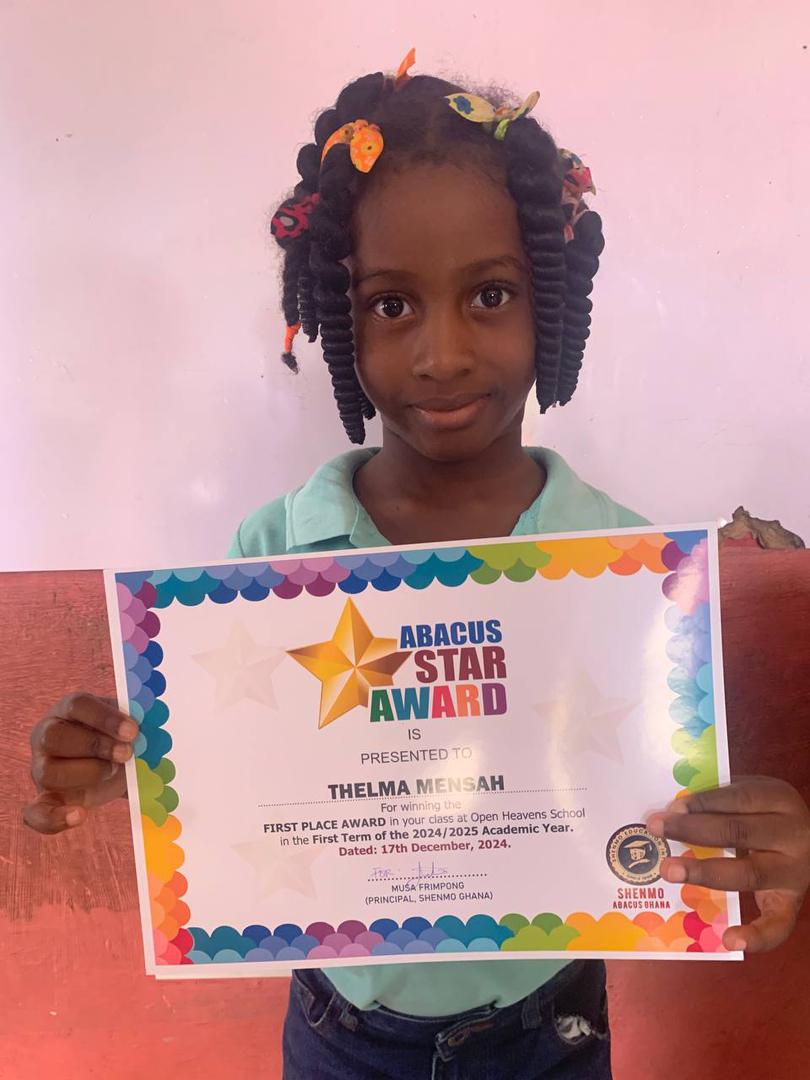 ABACUS
STAR
AWARD
IS
PRESENTED TO
THELMA MENSAH
For winning the
FIRST PLACE AWARD in your class at Open Heavens School
in the First Term of the 2024/2025 Academic Year.
Dated: 17th December, 2024.
MUSA FRIMPONG
(PRINCIPAL, SHENMO GHANA)
SHENMO
ABACUS GHANA